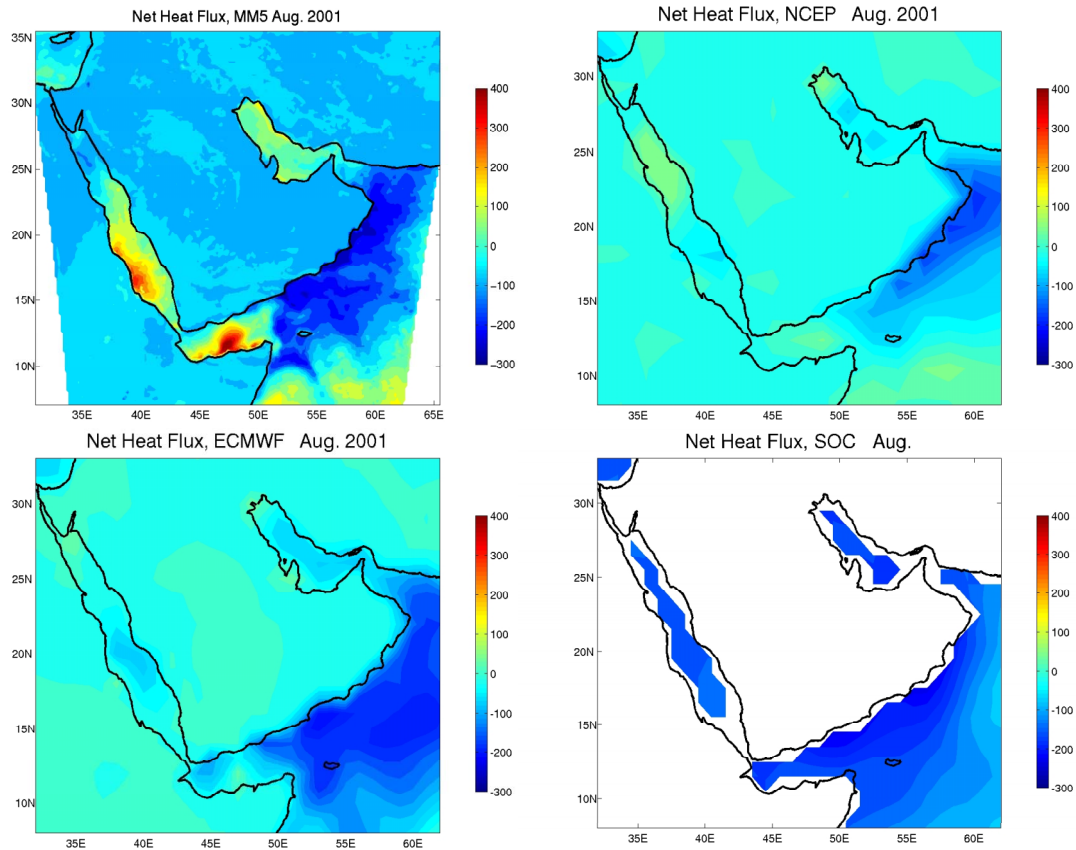 Net Heat Flux, MM5 Aug. 2001
35N
30N
25N
20N
15N
10N
35E
40E
45E
50E
55E
60E
65E
400
300
200
100
0
−100
−200
−300
Net Heat Flux, NCEP Aug. 2001
30N
25N
20N
15N
10N
35E
40E
45E
50E
55E
60E
400
300
200
100
0
-100
-200
-300
Net Heat Flux, ECMWF Aug. 2001
30N
25N
20N
15N
10N
35E
40E
45E
50E
55E
60E
400
300
200
100
0
-100
-200
-300
Net Heat Flux, SOC Aug.
30N
25N
20N
15N
10N
35E
40E
45E
50E
55E
60E
400
300
200
100
0
-100
-200
-300